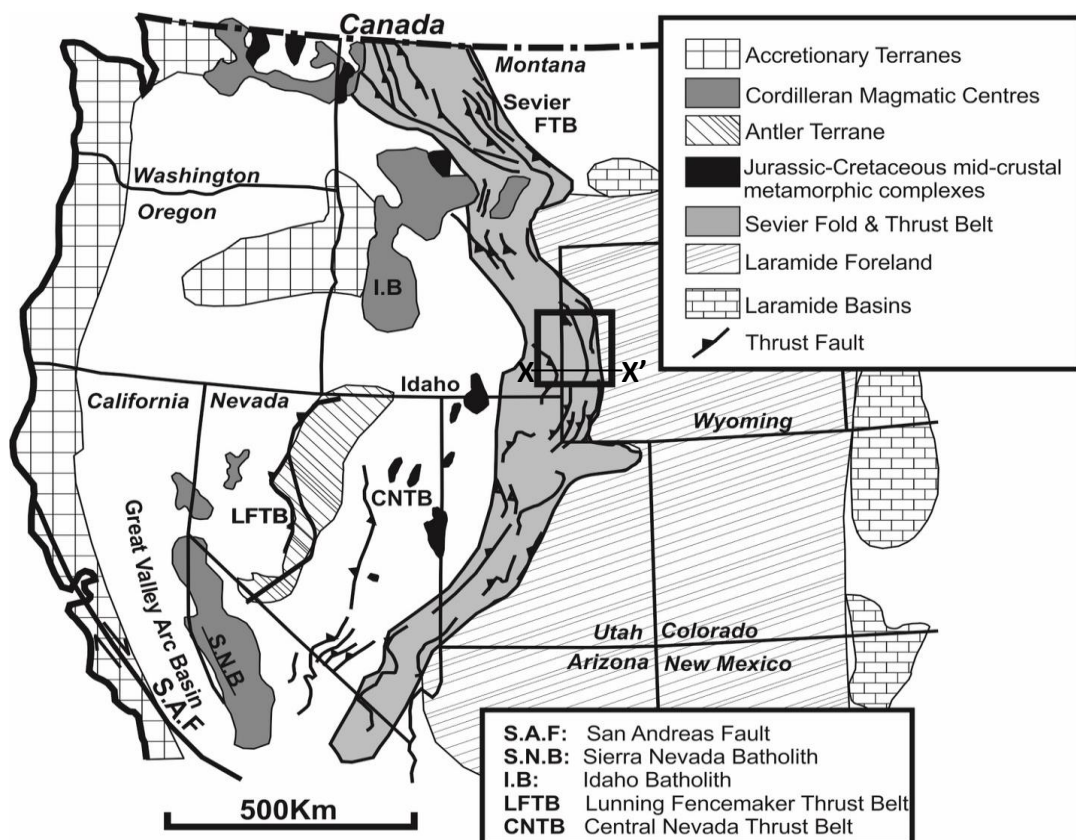 Canada
Montana
Sevier
FTB
Washington
Oregon
I.B
X X'
Idaho
California Nevada
Wyoming
LFTB
CNTB
Great Valley Arc Basin
S.N.B
S.A.F
Utah Colorado
Arizona New Mexico
500Km
Accretionary Terranes
Cordilleran Magmatic Centres
Antler Terrane
Jurassic-Cretaceous mid-crustal
metamorphic complexes
Sevier Fold & Thrust Belt
Laramide Foreland
Laramide Basins
Thrust Fault
S.A.F: San Andreas Fault
S.N.B: Sierra Nevada Batholith
I.B: Idaho Batholith
LFTB Lunning Fencemaker Thrust Belt
CNTB Central Nevada Thrust Belt